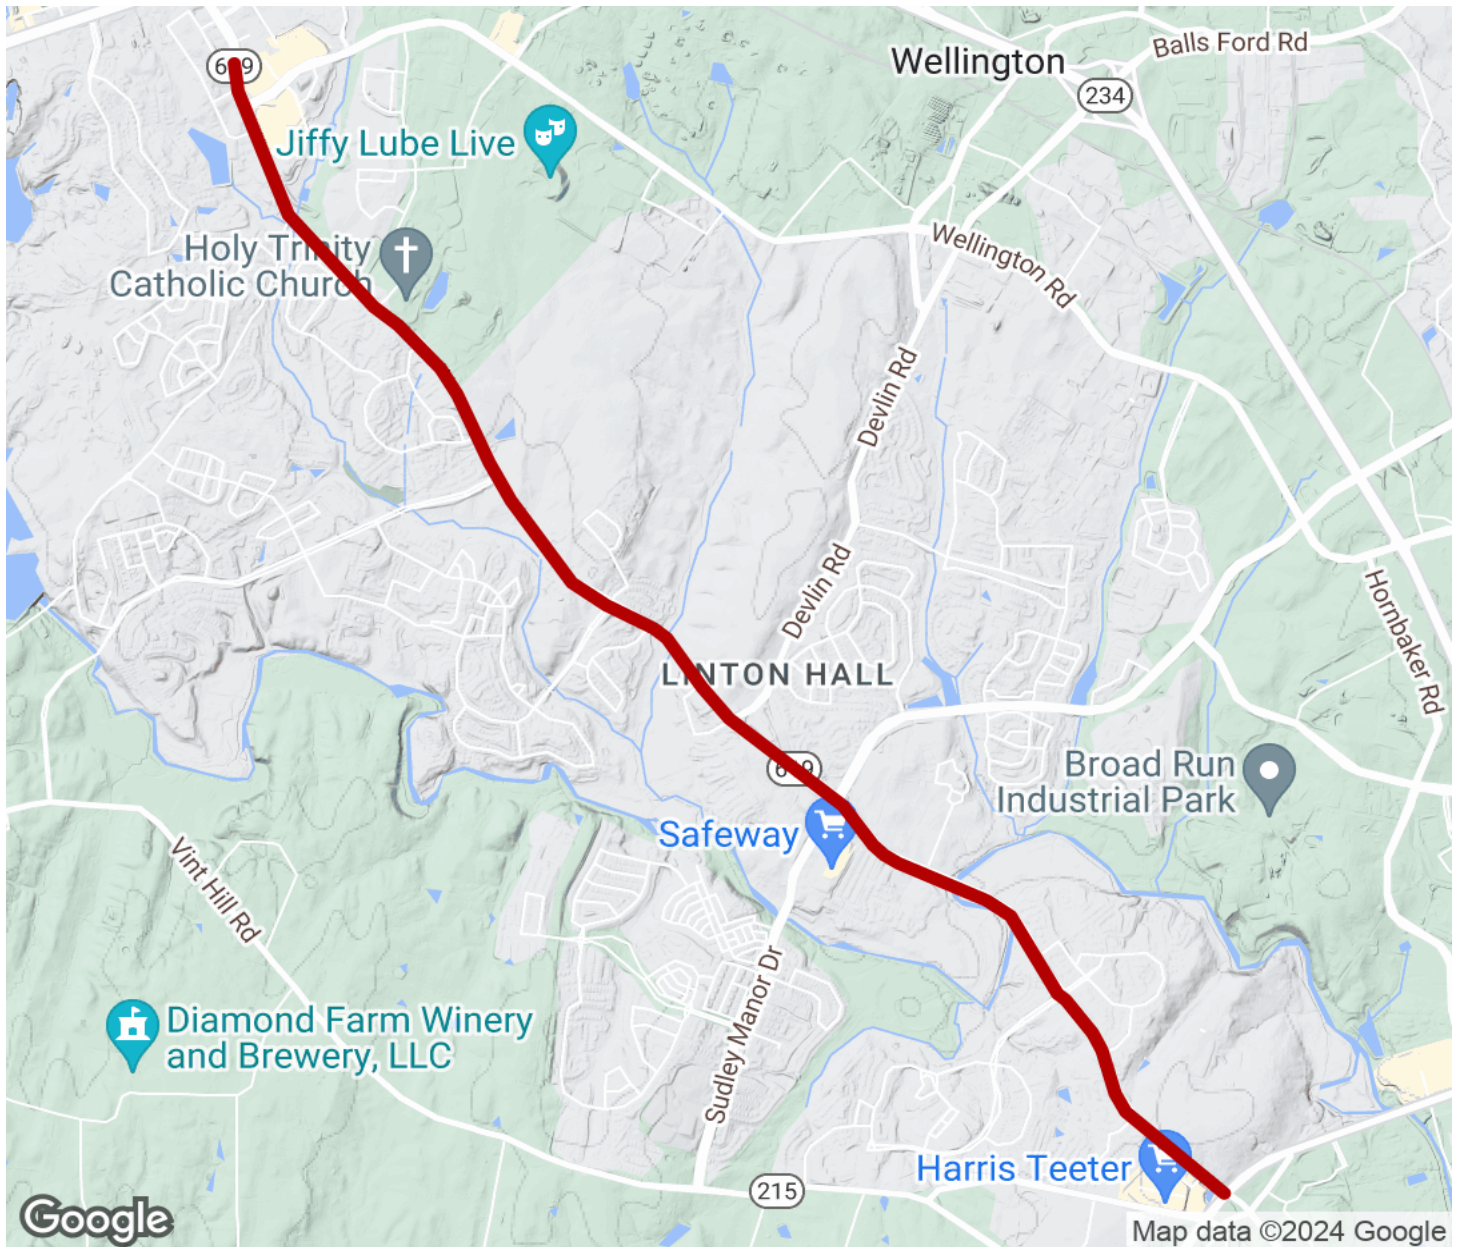 Wellington
Balls Ford Rd
234
Jiffy Lube Live
Holy Trinity
Catholic Church
Wellington Rd
Devlin Rd
Devlin Rd
Hornbaker Rd
LINTON HALL
Broad Run
Industrial Park
Safeway
Vint Hill Rd
Sudley Manor Dr
Diamond Farm Winery
and Brewery, LLC
Harris Teeter
215
Google
Map data ©2024 Google